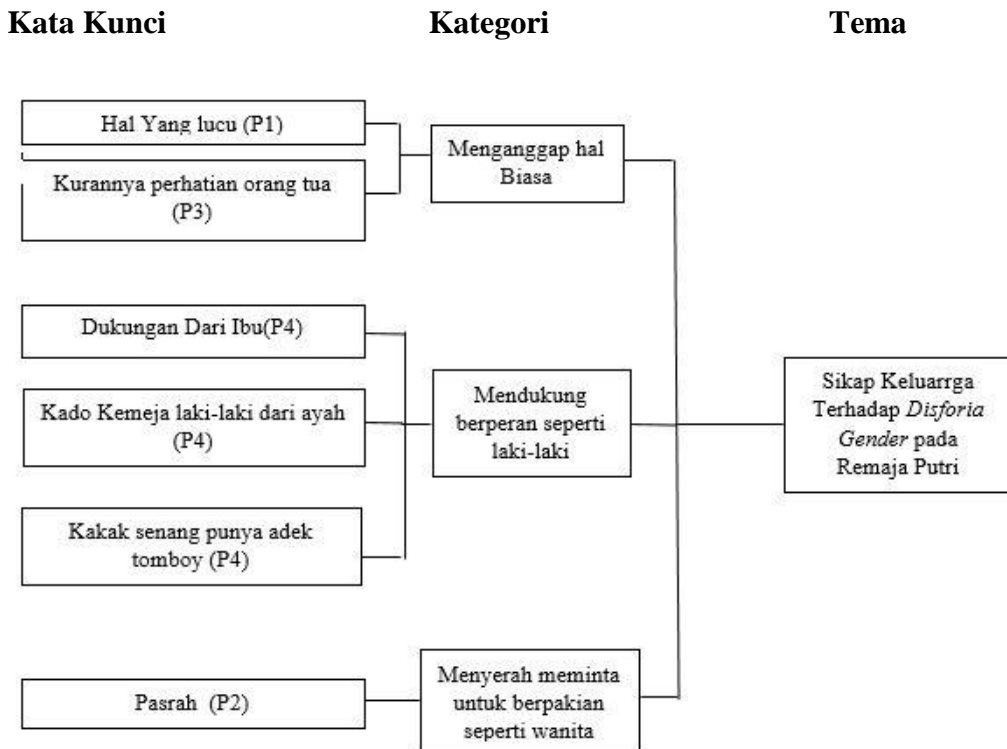 Kata Kunci Kategori Tema
Hal Yang lucu (P1)
Kurannya perhatian orang tua
(P3)
Menganggap hal
Biasa
Dukungan Dari Ibu(P4)
Kado Kemeja laki-laki dari ayah
(P4)
Kakak senang punya adek
tomboy (P4)
Mendukung
berperan seperti
laki-laki
Pasrah (P2)
Menyerah meminta
untuk berpakian
seperti wanita
Sikap Keluarrga
Terhadap Disforia
Gender pada
Remaja Putri